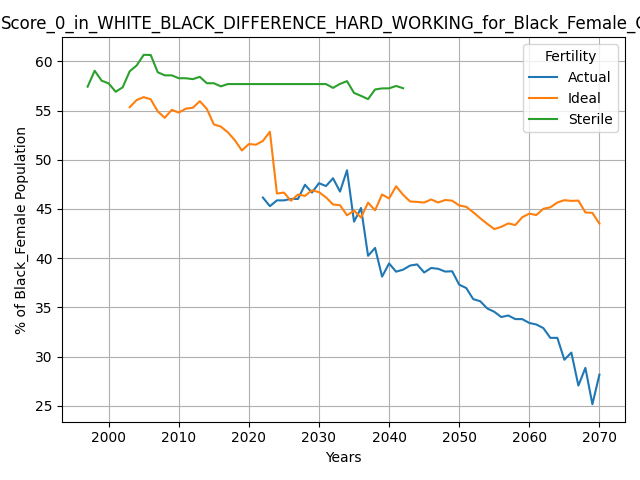 Score_0_in_WHITE_BLACK_DIFFERENCE_HARD_WORKING_for_Black_Female_
Fertility
Actual
Ideal
Sterile
% of Black_Female Population
60
55
50
45
40
35
30
25
2000 2010 2020 2030 2040 2050 2060 2070
Years